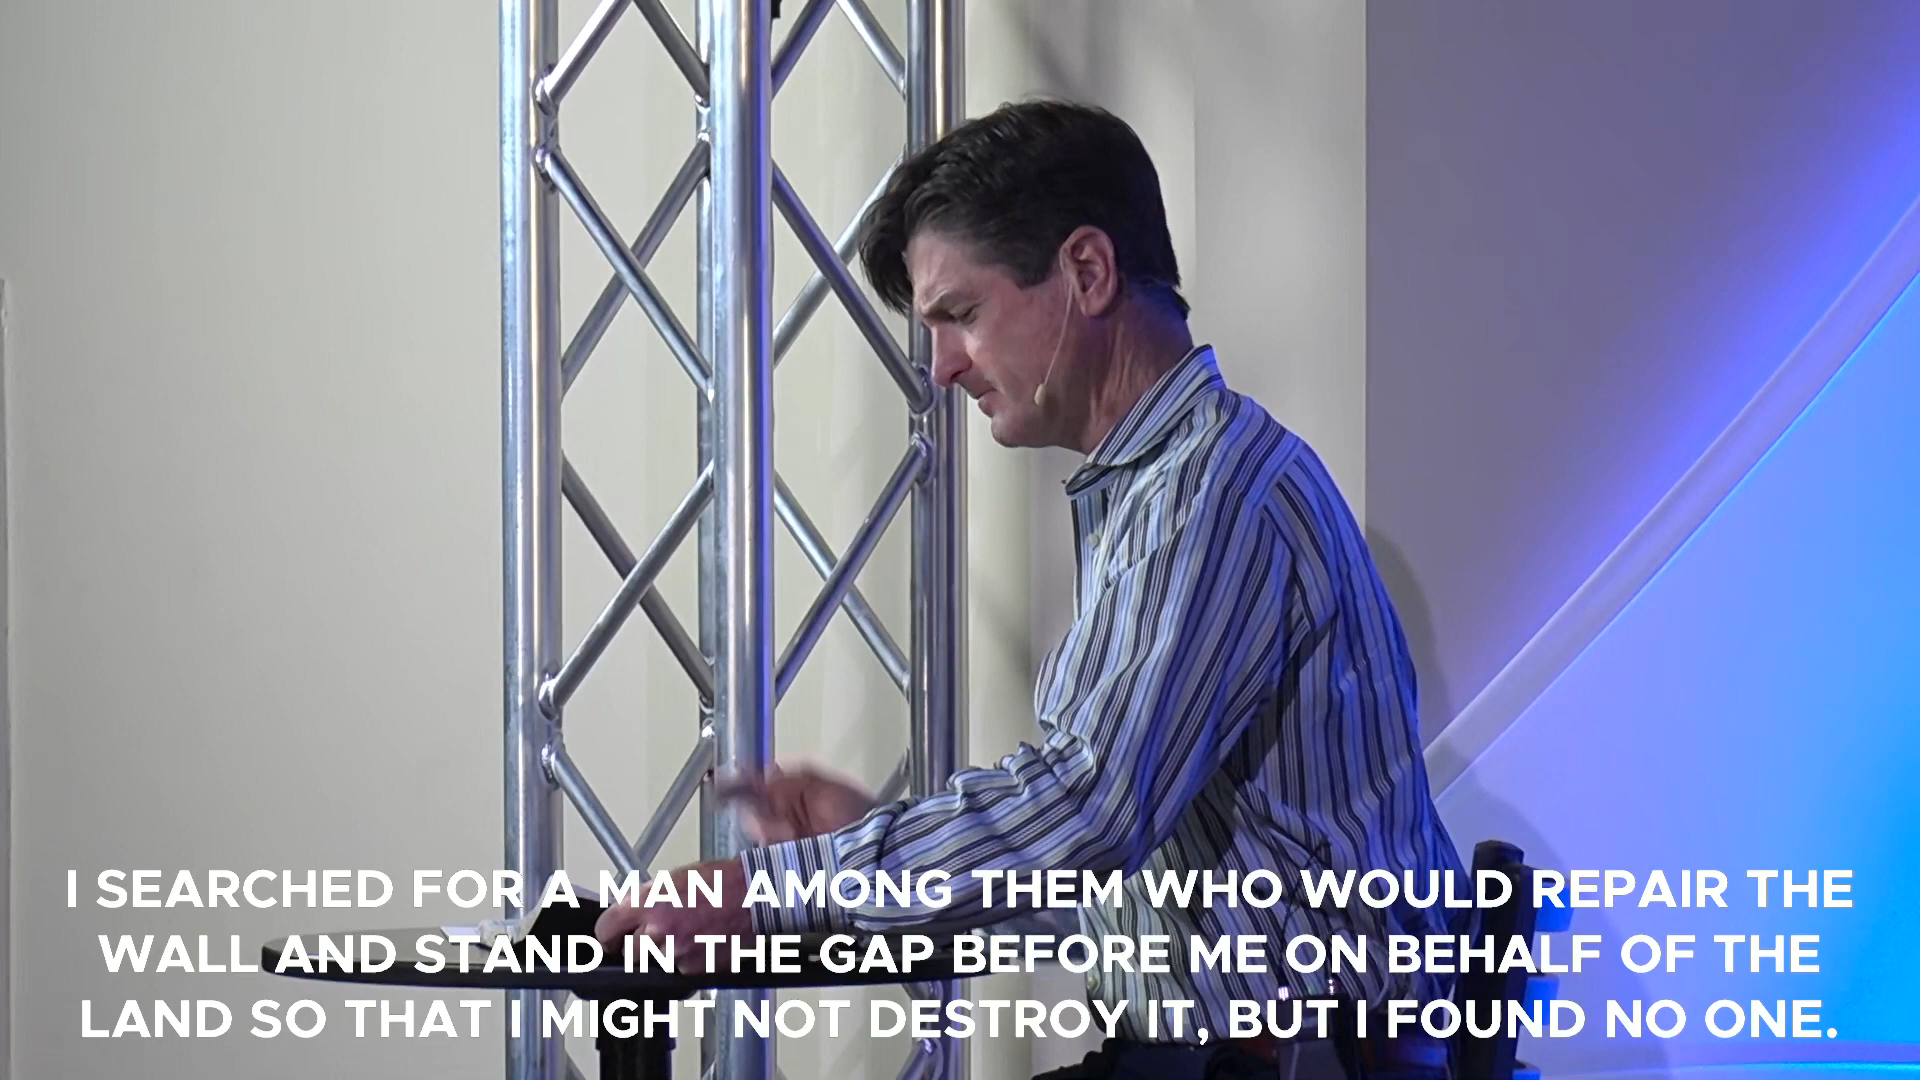 I SEARCHED FOR A MAN AMONG THEM WHO WOULD REPAIR THE
WALL AND STAND IN THE GAP BEFORE ME ON BEHALF OF THE
LAND SO THAT I MIGHT NOT DESTROY IT, BUT I FOUND NO ONE.